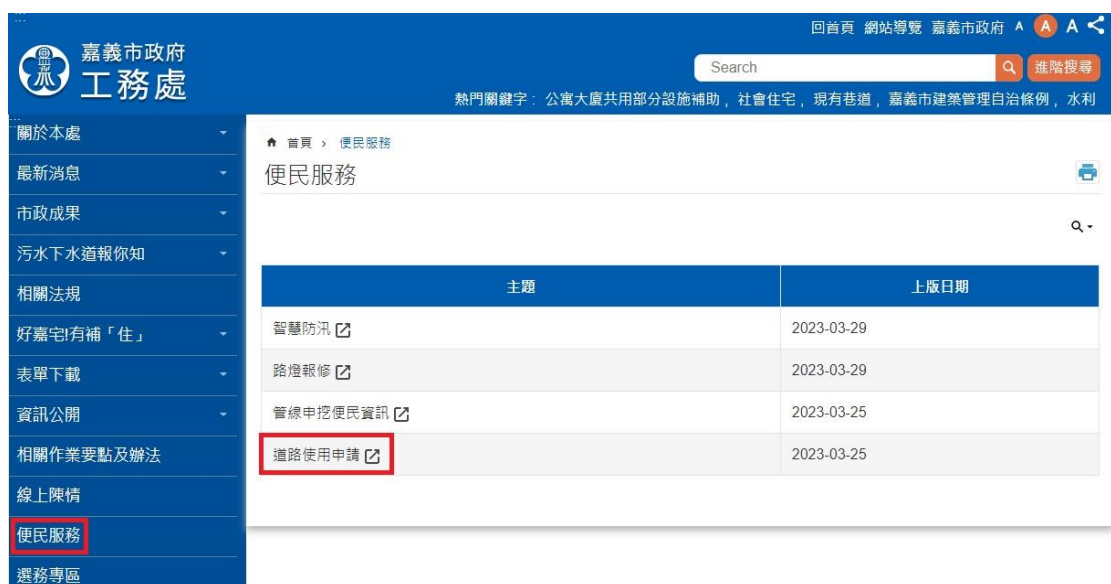 回首頁 網站導覽 嘉義市政府 A A A
嘉義市政府
工務處
Search 進階搜尋
熱門關鍵字： 公寓大廈共用部分設施補助 , 社會住宅 , 現有巷道 , 嘉義市建築管理自治條例 , 水利
關於本處
最新消息
市政成果
污水下水道報你知
相關法規
好嘉宅!有補「住」
表單下載
資訊公開
相關作業要點及辦法
線上陳情
便民服務
選務專區
首頁 › 便民服務
便民服務
主題 上版日期
智慧防汛 2023-03-29
路燈報修 2023-03-29
管線申挖便民資訊 2023-03-25
道路使用申請 2023-03-25